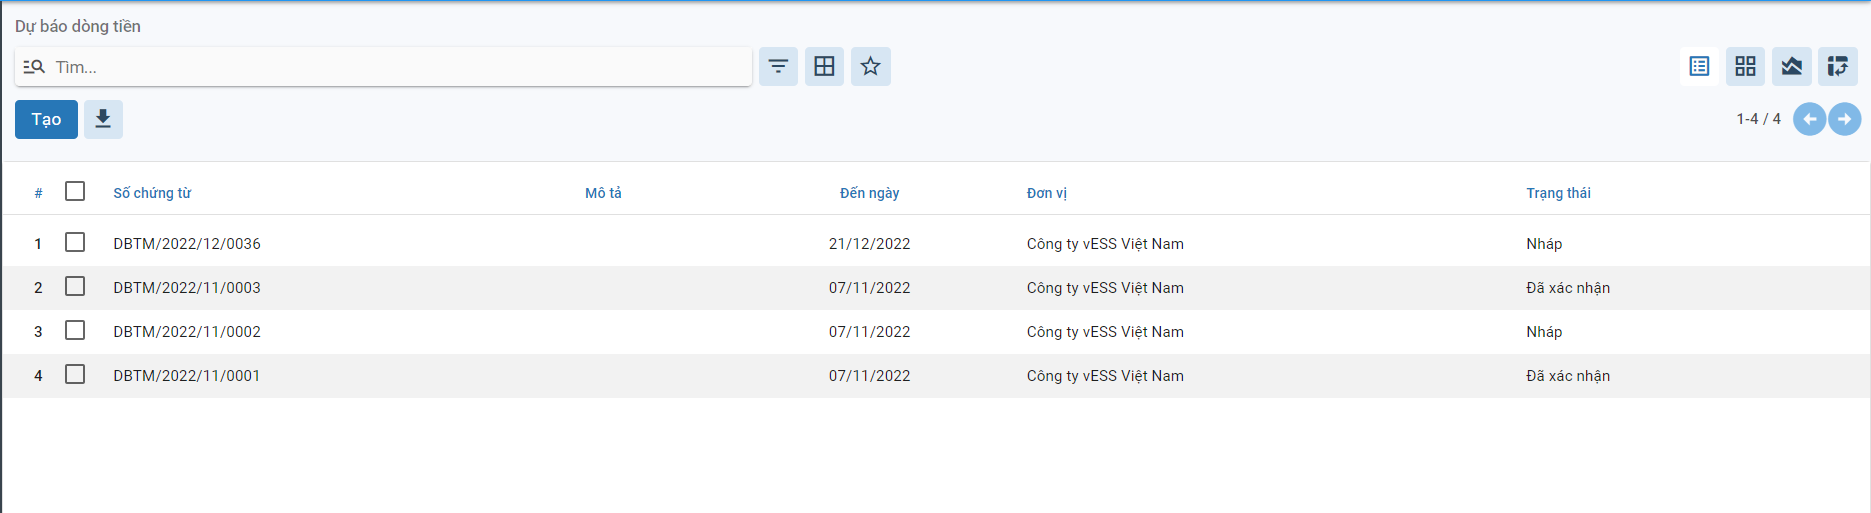 Dự báo dòng tiền
Tìm...
Tạo
1-4 / 4
# Số chứng từ Mô tả Đến ngày Đơn vị Trạng thái
1 DBTM/2022/12/0036 21/12/2022 Công ty vESS Việt Nam Nháp
2 DBTM/2022/11/0003 07/11/2022 Công ty vESS Việt Nam Đã xác nhận
3 DBTM/2022/11/0002 07/11/2022 Công ty vESS Việt Nam Nháp
4 DBTM/2022/11/0001 07/11/2022 Công ty vESS Việt Nam Đã xác nhận